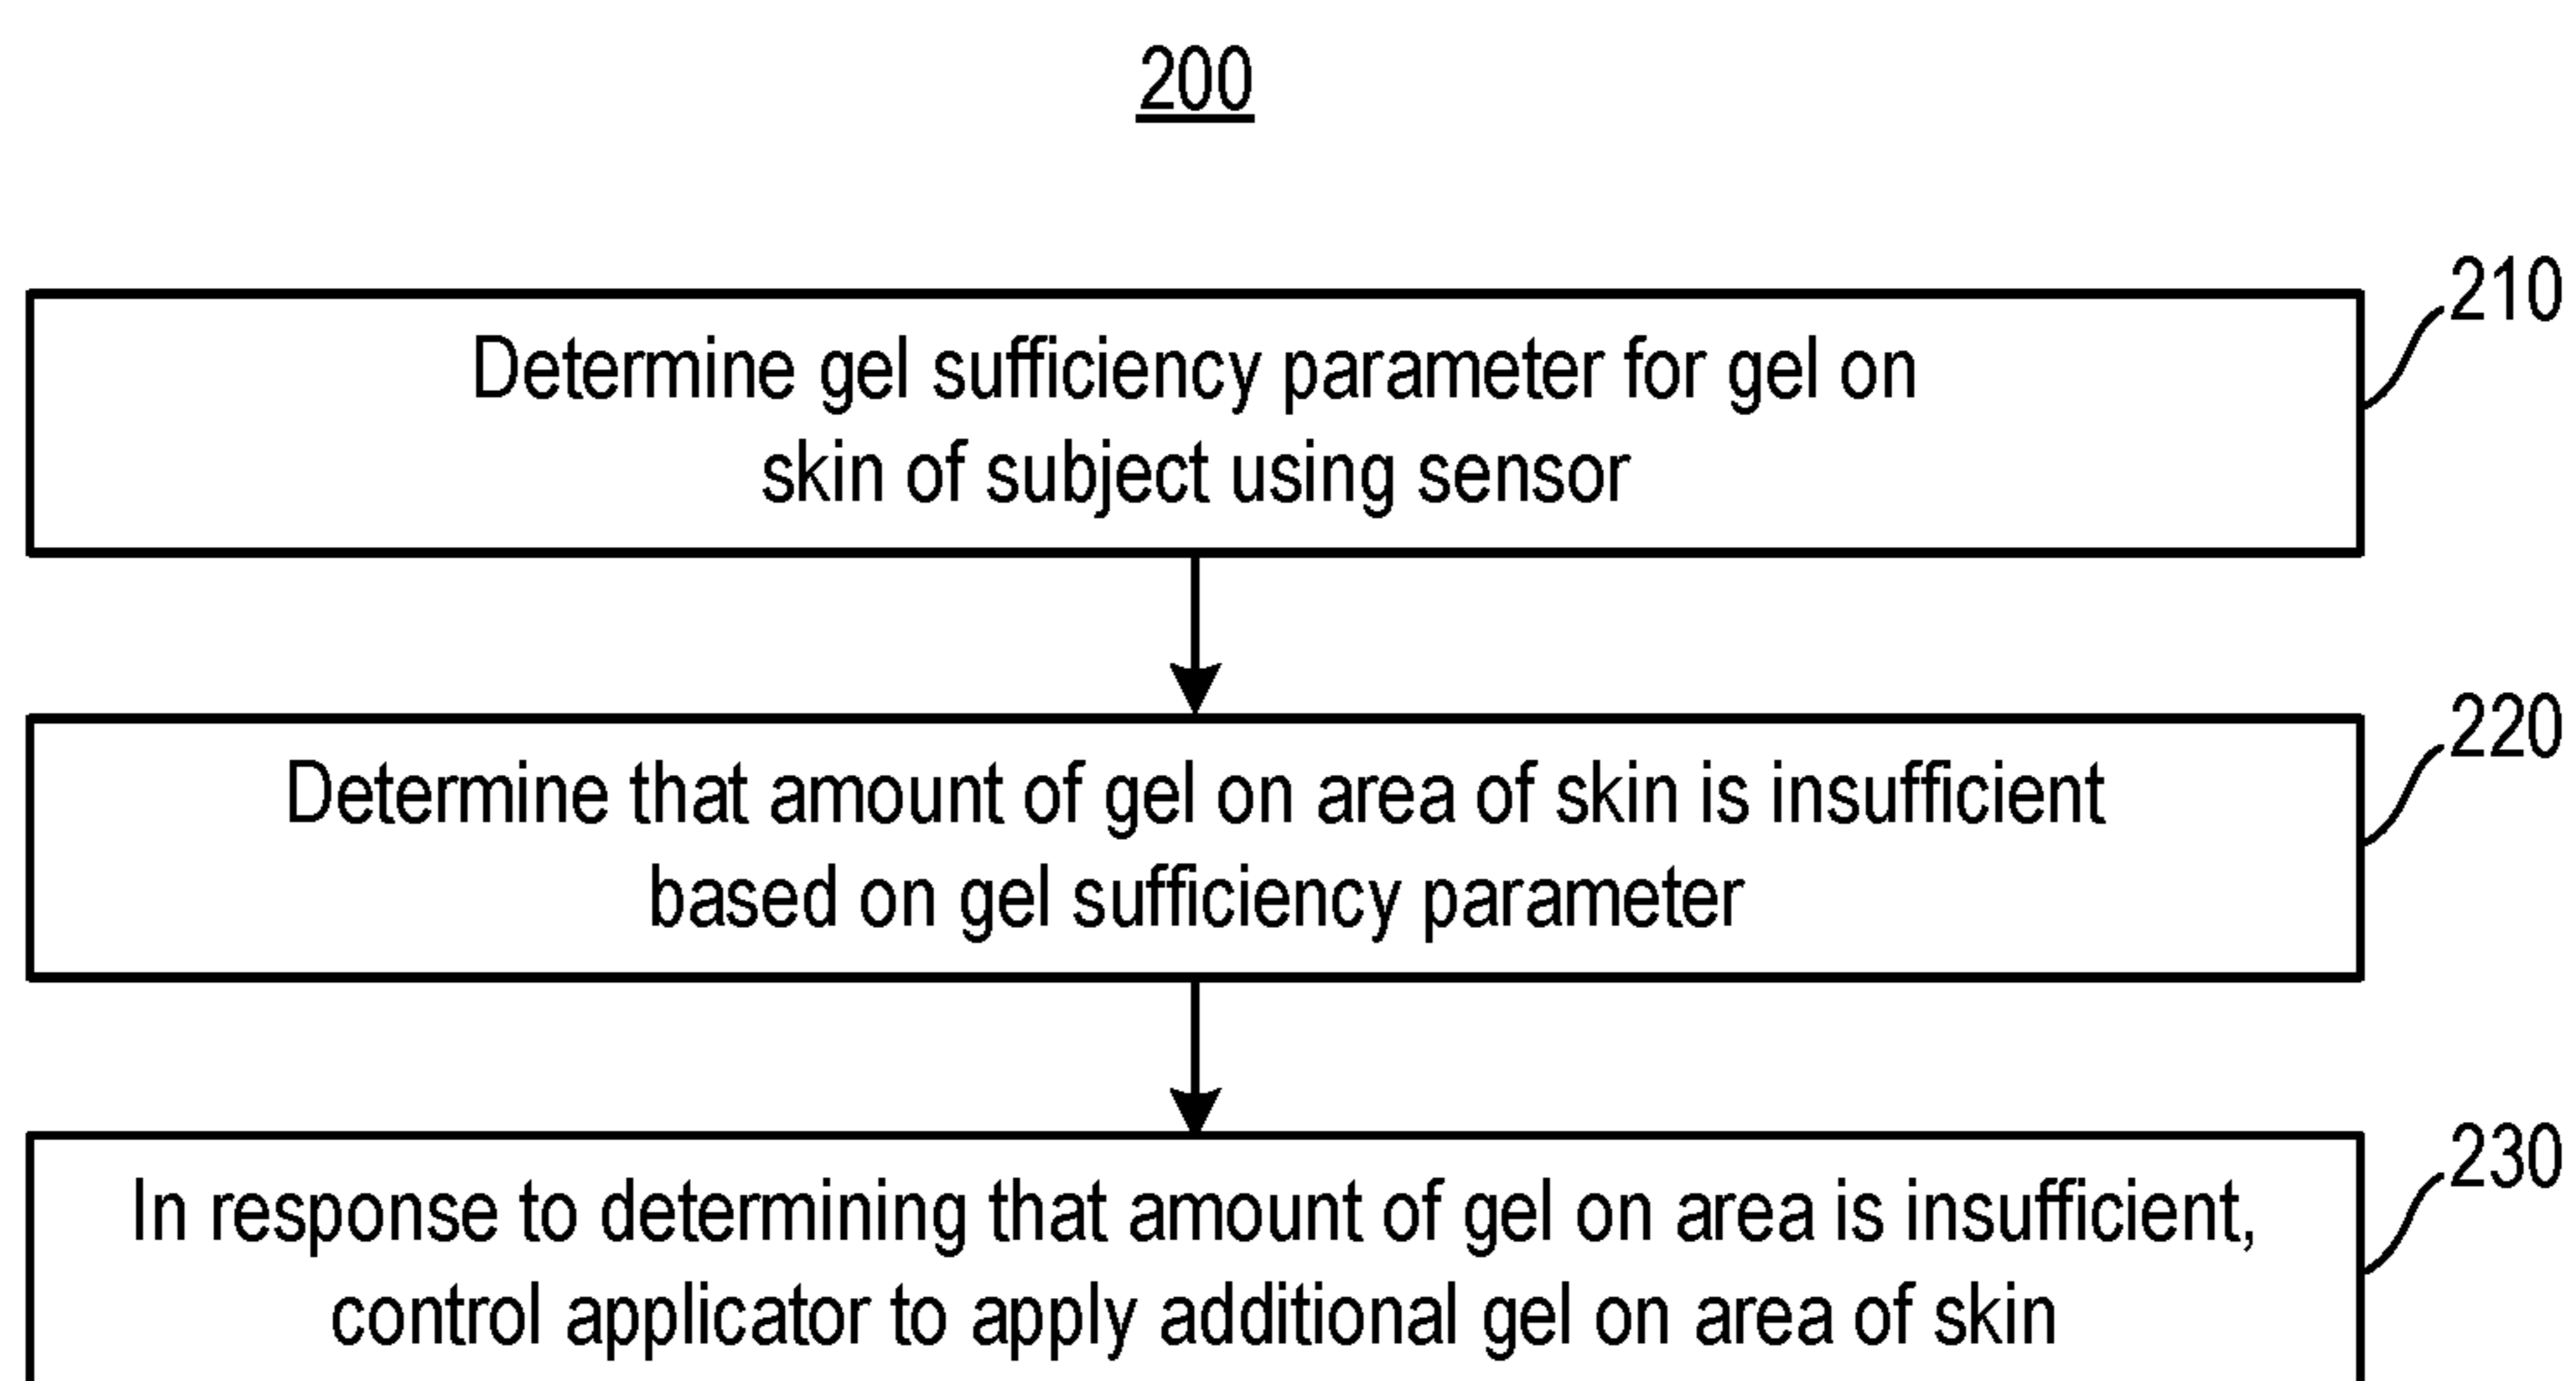 200
210
Determine gel sufficiency parameter for gel on
skin of subject using sensor
220
Determine that amount of gel on area of skin is insufficient
based on gel sufficiency parameter
230
In response to determining that amount of gel on area is insufficient,
control applicator to apply additional gel on area of skin